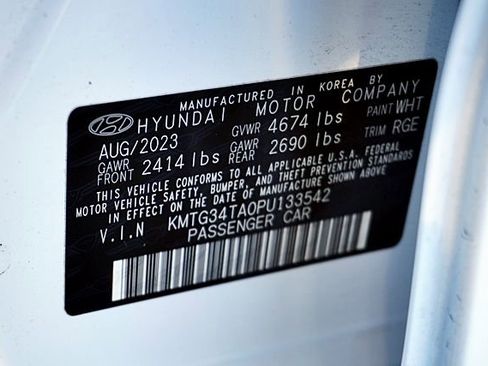 MANUFACTURED IN KOREA BY
HYUNDAI MOTOR COMPANY
AUG/2023 GVWR 4674 lbs PAINT WHT
GAWR FRONT 2414 lbs GAWR REAR 2690 lbs TRIM RGE
THIS VEHICLE CONFORMS TO ALL APPLICABLE U.S.A. FEDERAL
MOTOR VEHICLE SAFETY, BUMPER, AND THEFT PREVENTION STANDARDS
IN EFFECT ON THE DATE OF MANUFACTURE SHOWN ABOVE
V.I.N KMTG34TA0PU133542
PASSENGER CAR